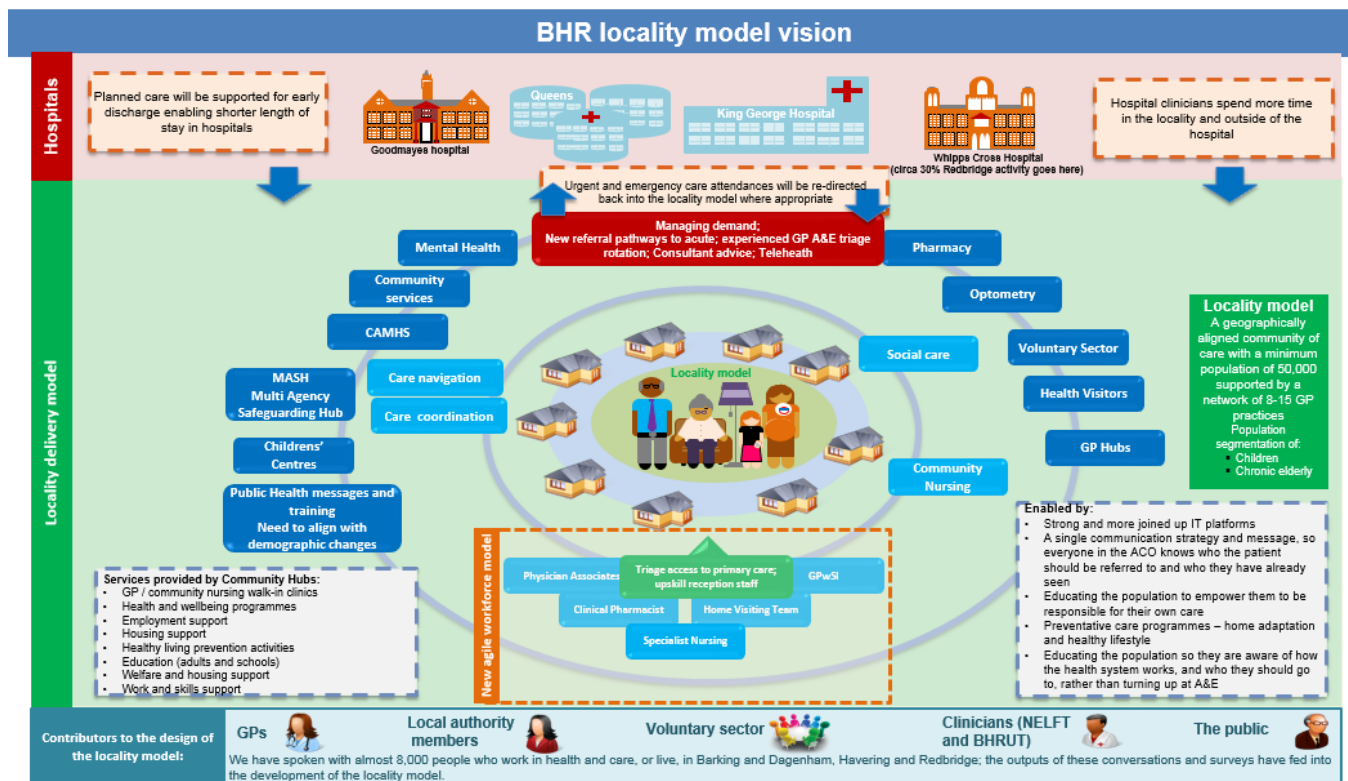 BHR locality model vision
Hospitals
Planned care will be supported for early
discharge enabling shorter length of
stay in hospitals
Goodmayes hospital
Queens
King George Hospital
Whipps Cross Hospital
(circa 30% Redbridge activity goes here)
Hospital clinicians spend more time
in the locality and outside of the
hospital
Urgent and emergency care attendances will be re-directed
back into the locality model where appropriate
Locality delivery model
Managing demand;
New referral pathways to acute; experienced GP A&E triage
rotation; Consultant advice; Teleheath
Mental Health
Community
services
CAMHS
MASH
Multi Agency
Safeguarding Hub
Childrens'
Centres
Public Health messages and
training
Need to align with
demographic changes
Care navigation
Care coordination
Locality model
Social care
Community
Nursing
Pharmacy
Optometry
Voluntary Sector
Health Visitors
GP Hubs
Locality model
A geographically
aligned community of
care with a minimum
population of 50,000
supported by a
network of 8-15 GP
practices
Population
segmentation of:
▪ Children
▪ Chronic elderly
Services provided by Community Hubs:
• GP / community nursing walk-in clinics
• Health and wellbeing programmes
• Employment support
• Housing support
• Healthy living prevention activities
• Education (adults and schools)
• Welfare and housing support
• Work and skills support
New agile workforce model
Physician Associates
Triage access to primary care;
upskill reception staff
GPwSI
Clinical Pharmacist
Home Visiting Team
Specialist Nursing
Enabled by:
• Strong and more joined up IT platforms
• A single communication strategy and message, so
everyone in the ACO knows who the patient
should be referred to and who they have already
seen
• Educating the population to empower them to be
responsible for their own care
• Preventative care programmes – home adaptation
and healthy lifestyle
• Educating the population so they are aware of how
the health system works, and who they should go
to, rather than turning up at A&E
Contributors to the design of
the locality model:
GPs
Local authority
members
Voluntary sector
Clinicians (NELFT
and BHRUT)
The public
We have spoken with almost 8,000 people who work in health and care, or live, in Barking and Dagenham, Havering and Redbridge; the outputs of these conversations and surveys have fed into
the development of the locality model.